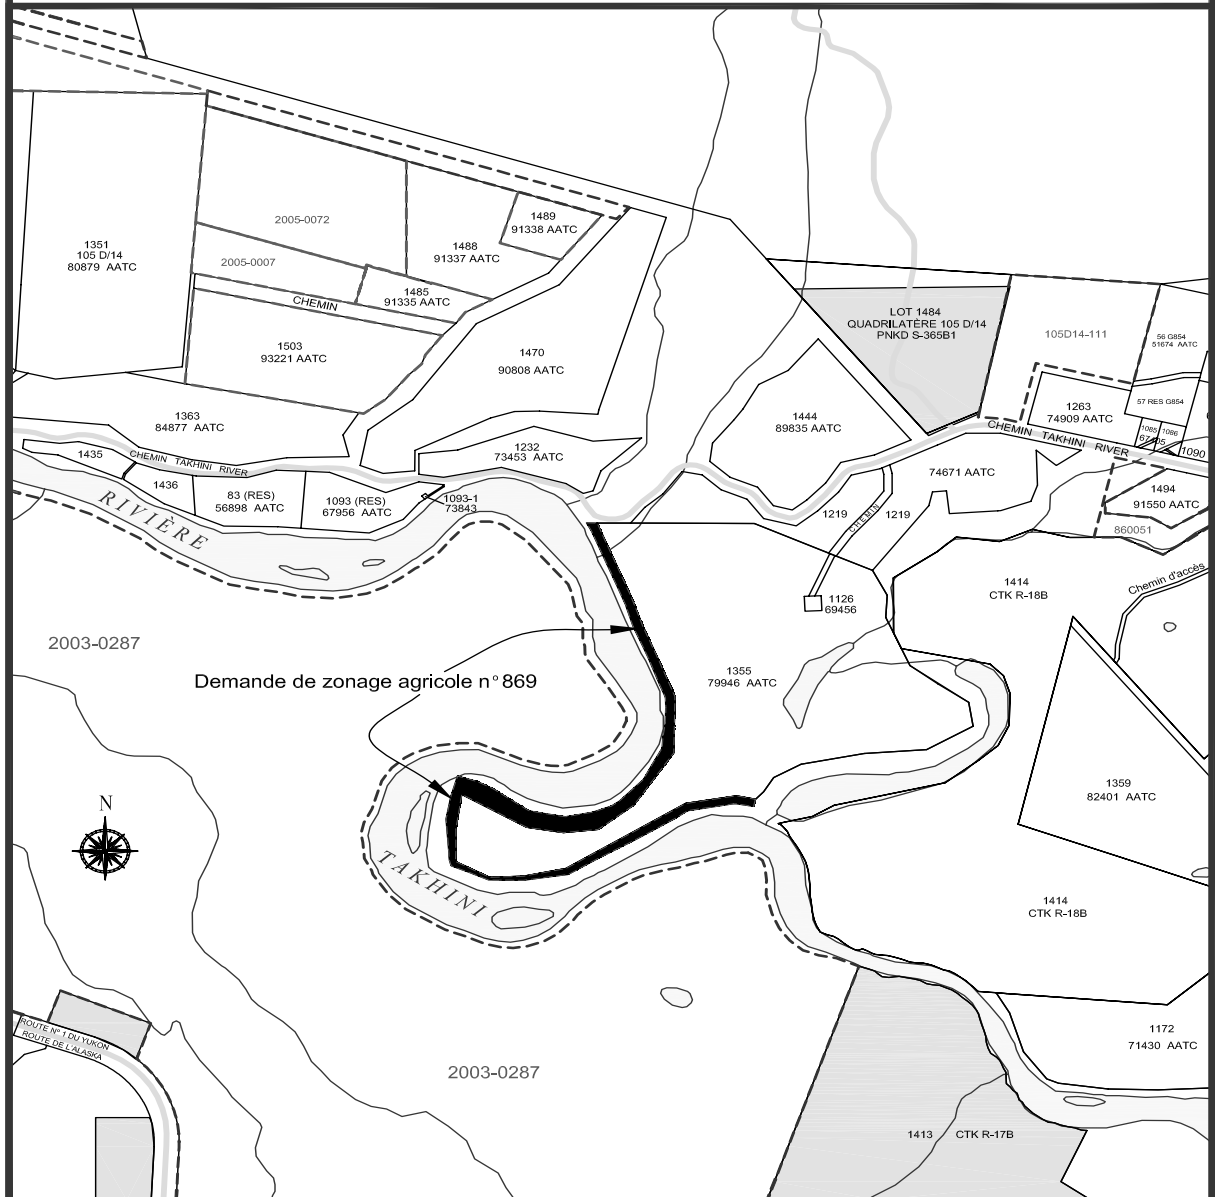 2005-0072
1489
91338 AATC
1351
105 D/14
80879 AATC
1488
91337 AATC
2005-0007
1485
91335 AATC
CHEMIN
LOT 1484
QUADRILATÈRE 105 D/14
PNKD S-365B1
105D14-111
56 G854
51674 AATC
1503
93221 AATC
1470
90808 AATC
57 RES G854
1263
74909 AATC
1363
84877 AATC
1444
89835 AATC
CHEMIN TAKHINI RIVER
1085
1086
1090
1435
CHEMIN TAKHINI RIVER
1232
73453 AATC
74671 AATC
1436
83 (RES)
56898 AATC
1093 (RES)
67956 AATC
1093-1
73843
1494
91550 AATC
1219
CHEMIN
1219
860051
RIVIÈRE
1414
CTK R-18B
Chemin d'accès
1126
69456
2003-0287
Demande de zonage agricole n° 869
1355
79946 AATC
1359
82401 AATC
N
TAKHINI
1414
CTK R-18B
ROUTE N° 1 DU YUKON
ROUTE DE L'ALASKA
1172
71430 AATC
2003-0287
1413 CTK R-17B